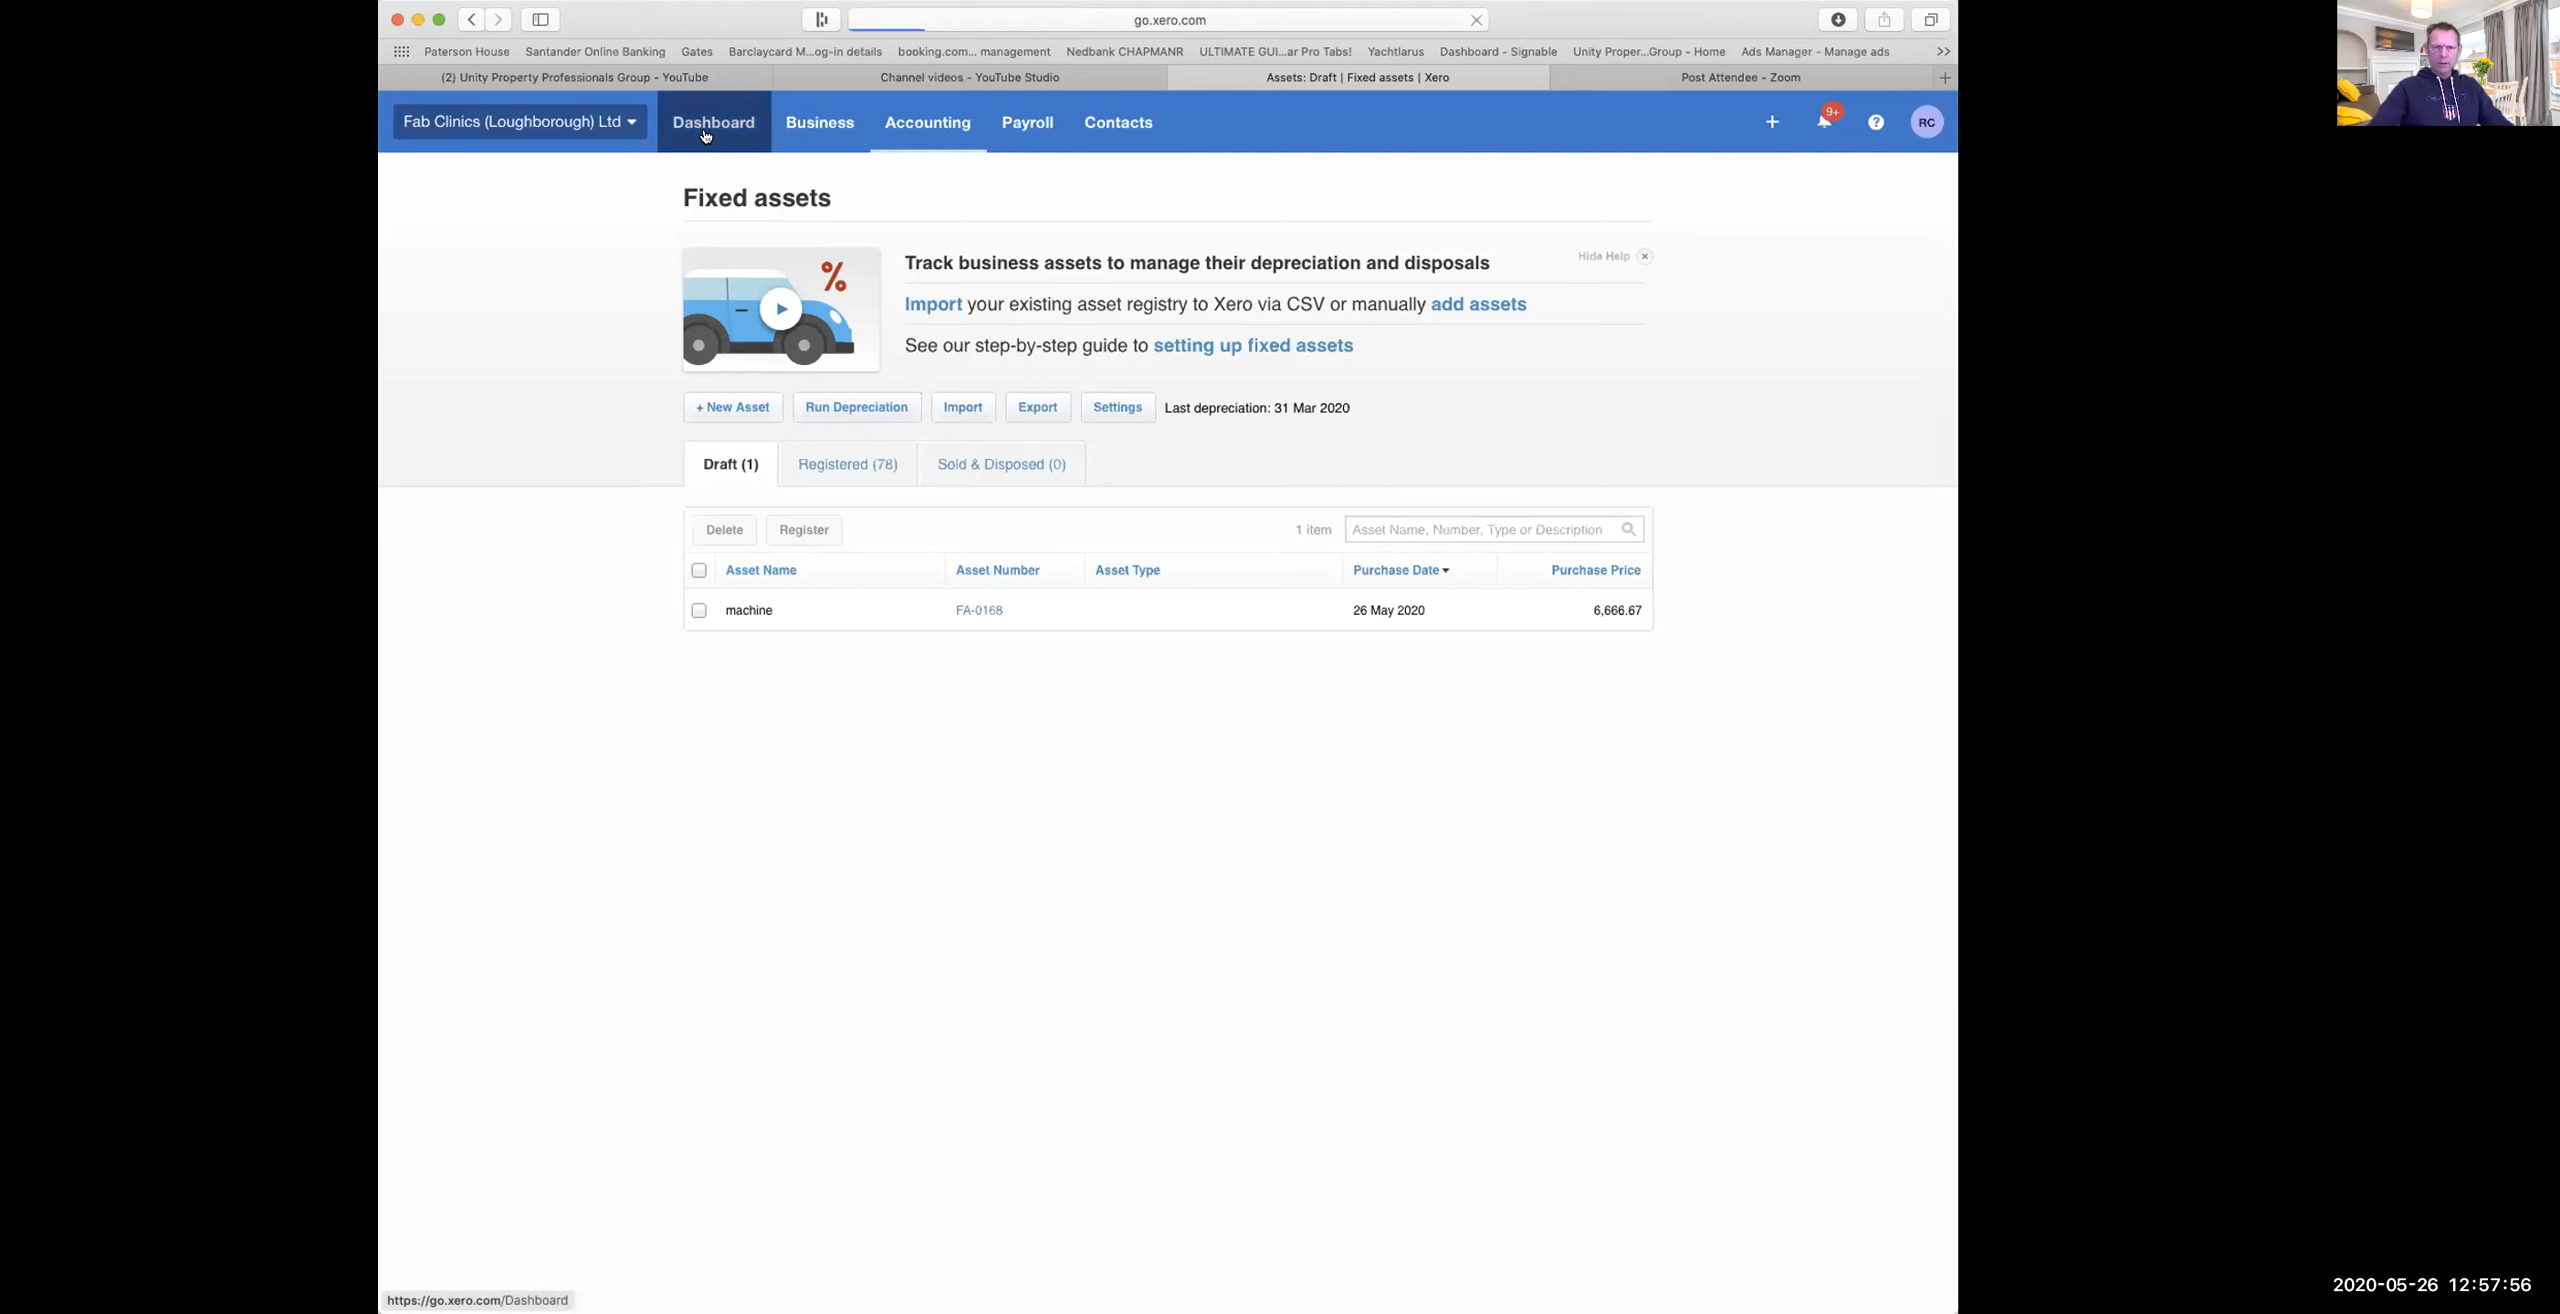 go.xero.com
Paterson House Santander Online Banking Gates Barclaycard M...og-in details booking.com... management Nedbank CHAPMANR ULTIMATE GUI...ar Pro Tabs! Yachtlarus Dashboard - Signable Unity Proper...Group - Home Ads Manager - Manage ads
(2) Unity Property Professionals Group - YouTube Channel videos - YouTube Studio Assets: Draft | Fixed assets | Xero Post Attendee - Zoom
Fab Clinics (Loughborough) Ltd Dashboard Business Accounting Payroll Contacts 9+ RC
Fixed assets
%
Track business assets to manage their depreciation and disposals Hide Help
Import your existing asset registry to Xero via CSV or manually add assets
See our step-by-step guide to setting up fixed assets
+ New Asset Run Depreciation Import Export Settings Last depreciation: 31 Mar 2020
Draft (1) Registered (78) Sold & Disposed (0)
Delete Register 1 item Asset Name, Number, Type or Description
Asset Name Asset Number Asset Type Purchase Date Purchase Price
machine FA-0168 26 May 2020 6,666.67
https://go.xero.com/Dashboard
2020-05-26 12:57:56